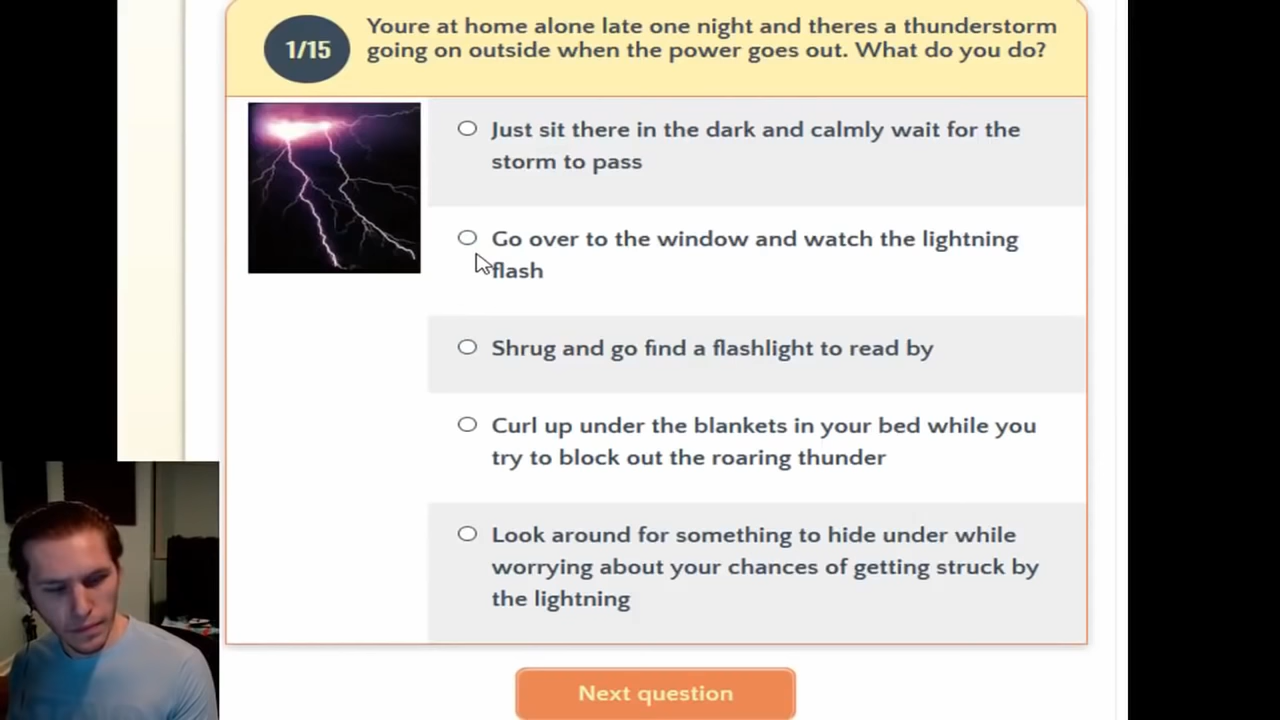 1/15
Youre at home alone late one night and theres a thunderstorm
going on outside when the power goes out. What do you do?
Just sit there in the dark and calmly wait for the
storm to pass
Go over to the window and watch the lightning
flash
Shrug and go find a flashlight to read by
Curl up under the blankets in your bed while you
try to block out the roaring thunder
Look around for something to hide under while
worrying about your chances of getting struck by
the lightning
Next question